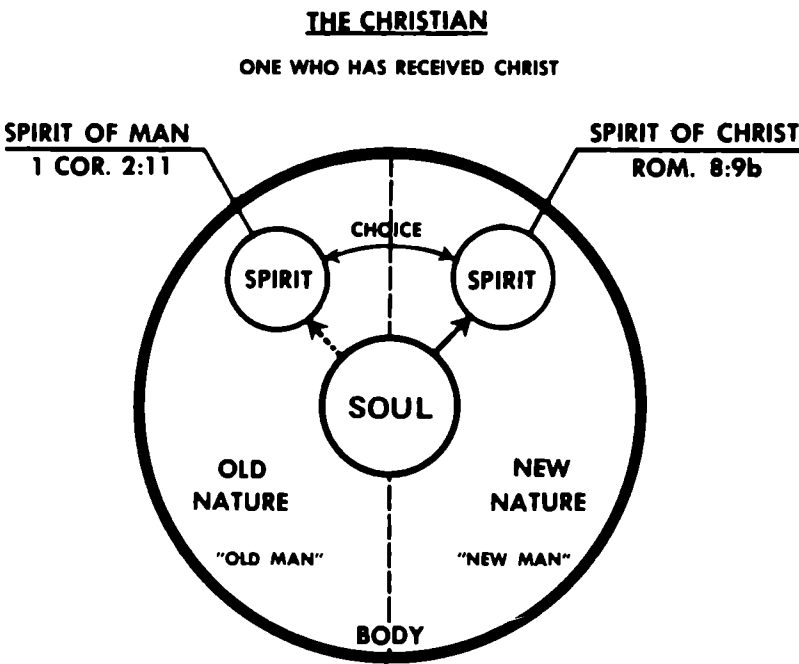 THE CHRISTIAN
ONE WHO HAS RECEIVED CHRIST
SPIRIT OF MAN
1 COR. 2:11
SPIRIT OF CHRIST
ROM. 8:9b
CHOICE
SPIRIT
SPIRIT
SOUL
OLD
NATURE
"OLD MAN"
NEW
NATURE
"NEW MAN"
BODY